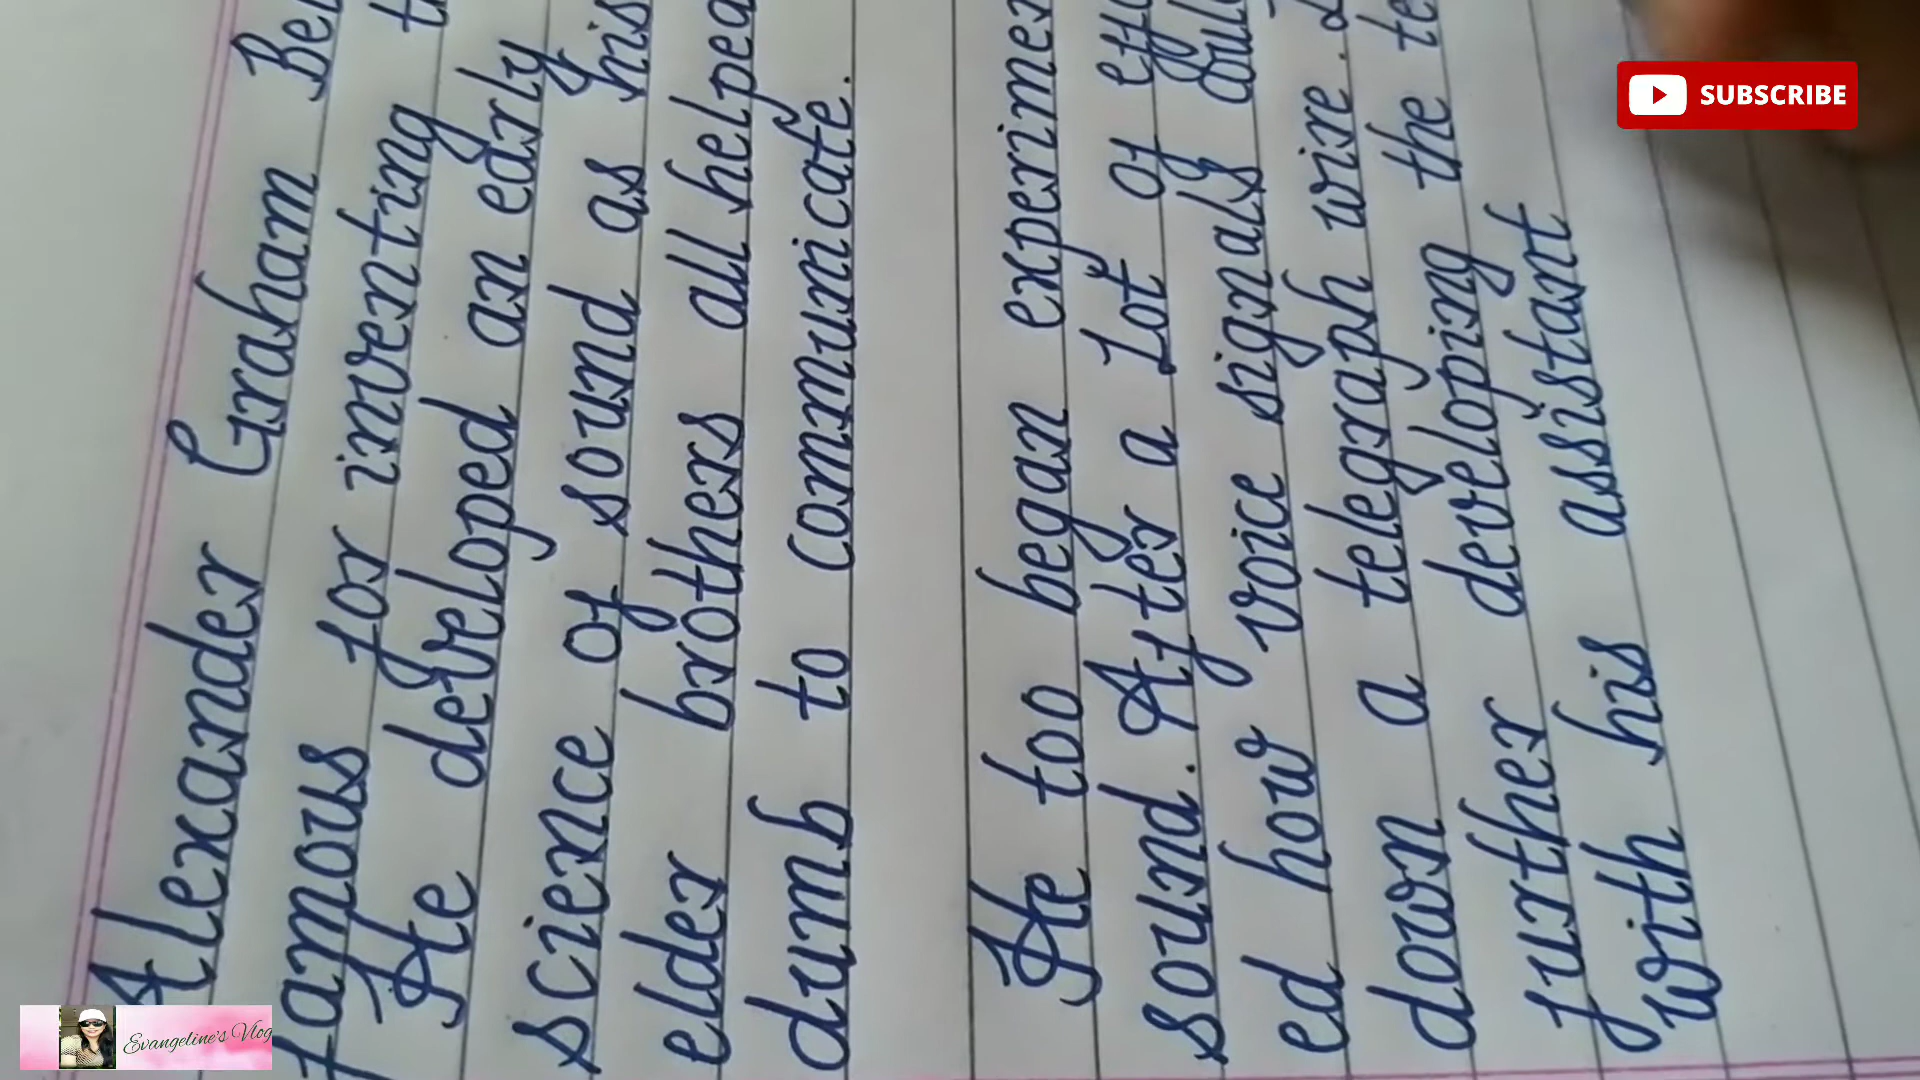 Alexander Graham Bel
famous for inventing t
He developed an early
science of sound as his
elder brothers all helped
dumb to communicate.
He too began experimen
sound. After a Lot of effo
ed how voice signals coul
down a telegraph wire.
further developing the te
with his assistant
SUBSCRIBE
Evangeline's Vlog